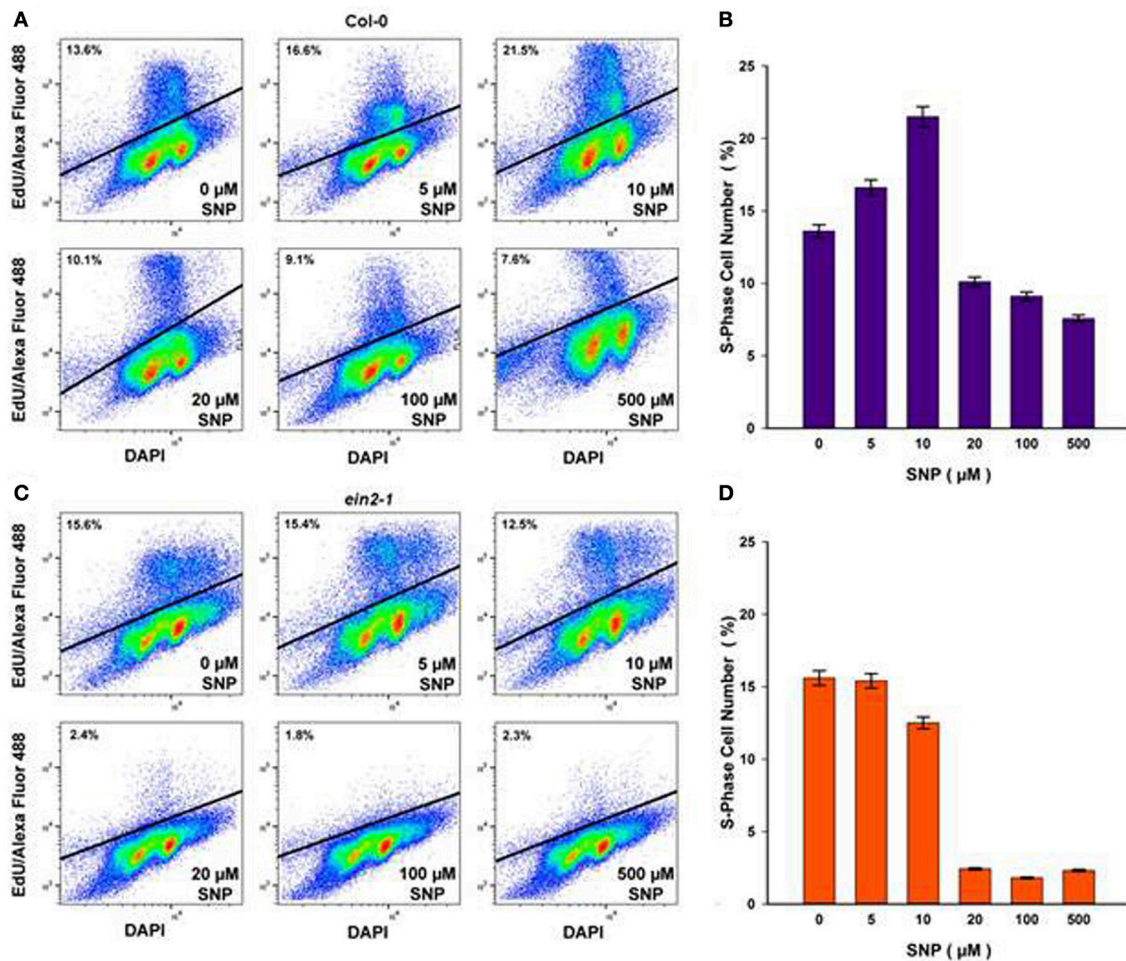 A
Col-0
B
EdU/Alexa Fluor 488
13.6%
0 µM
SNP
16.6%
5 µM
SNP
21.5%
10 µM
SNP
EdU/Alexa Fluor 488
10.1%
20 µM
SNP
9.1%
100 µM
SNP
7.6%
500 µM
SNP
DAPI
DAPI
DAPI
S-Phase Cell Number ( %)
25
20
15
10
5
0
0 5 10 20 100 500
SNP ( µM)
C
ein2-1
D
EdU/Alexa Fluor 488
15.6%
0 µM
SNP
15.4%
5 µM
SNP
12.5%
10 µM
SNP
EdU/Alexa Fluor 488
2.4%
20 µM
SNP
1.8%
100 µM
SNP
2.3%
500 µM
SNP
DAPI
DAPI
DAPI
S-Phase Cell Number ( %)
25
20
15
10
5
0
0 5 10 20 100 500
SNP ( µM)